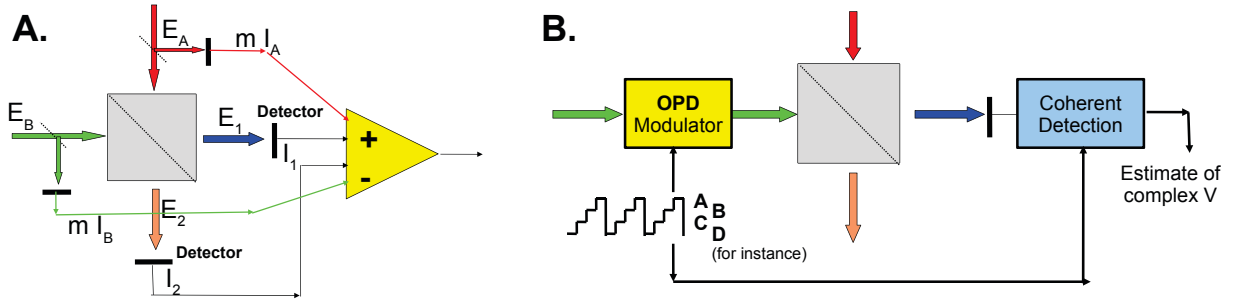 A.
E_A
m I_A
E_B
E_1
Detector
I_1
+
-
m I_B
E_2
Detector
I_2
B.
OPD
Modulator
Coherent
Detection
Estimate of
complex V
A
B
C
D
(for instance)